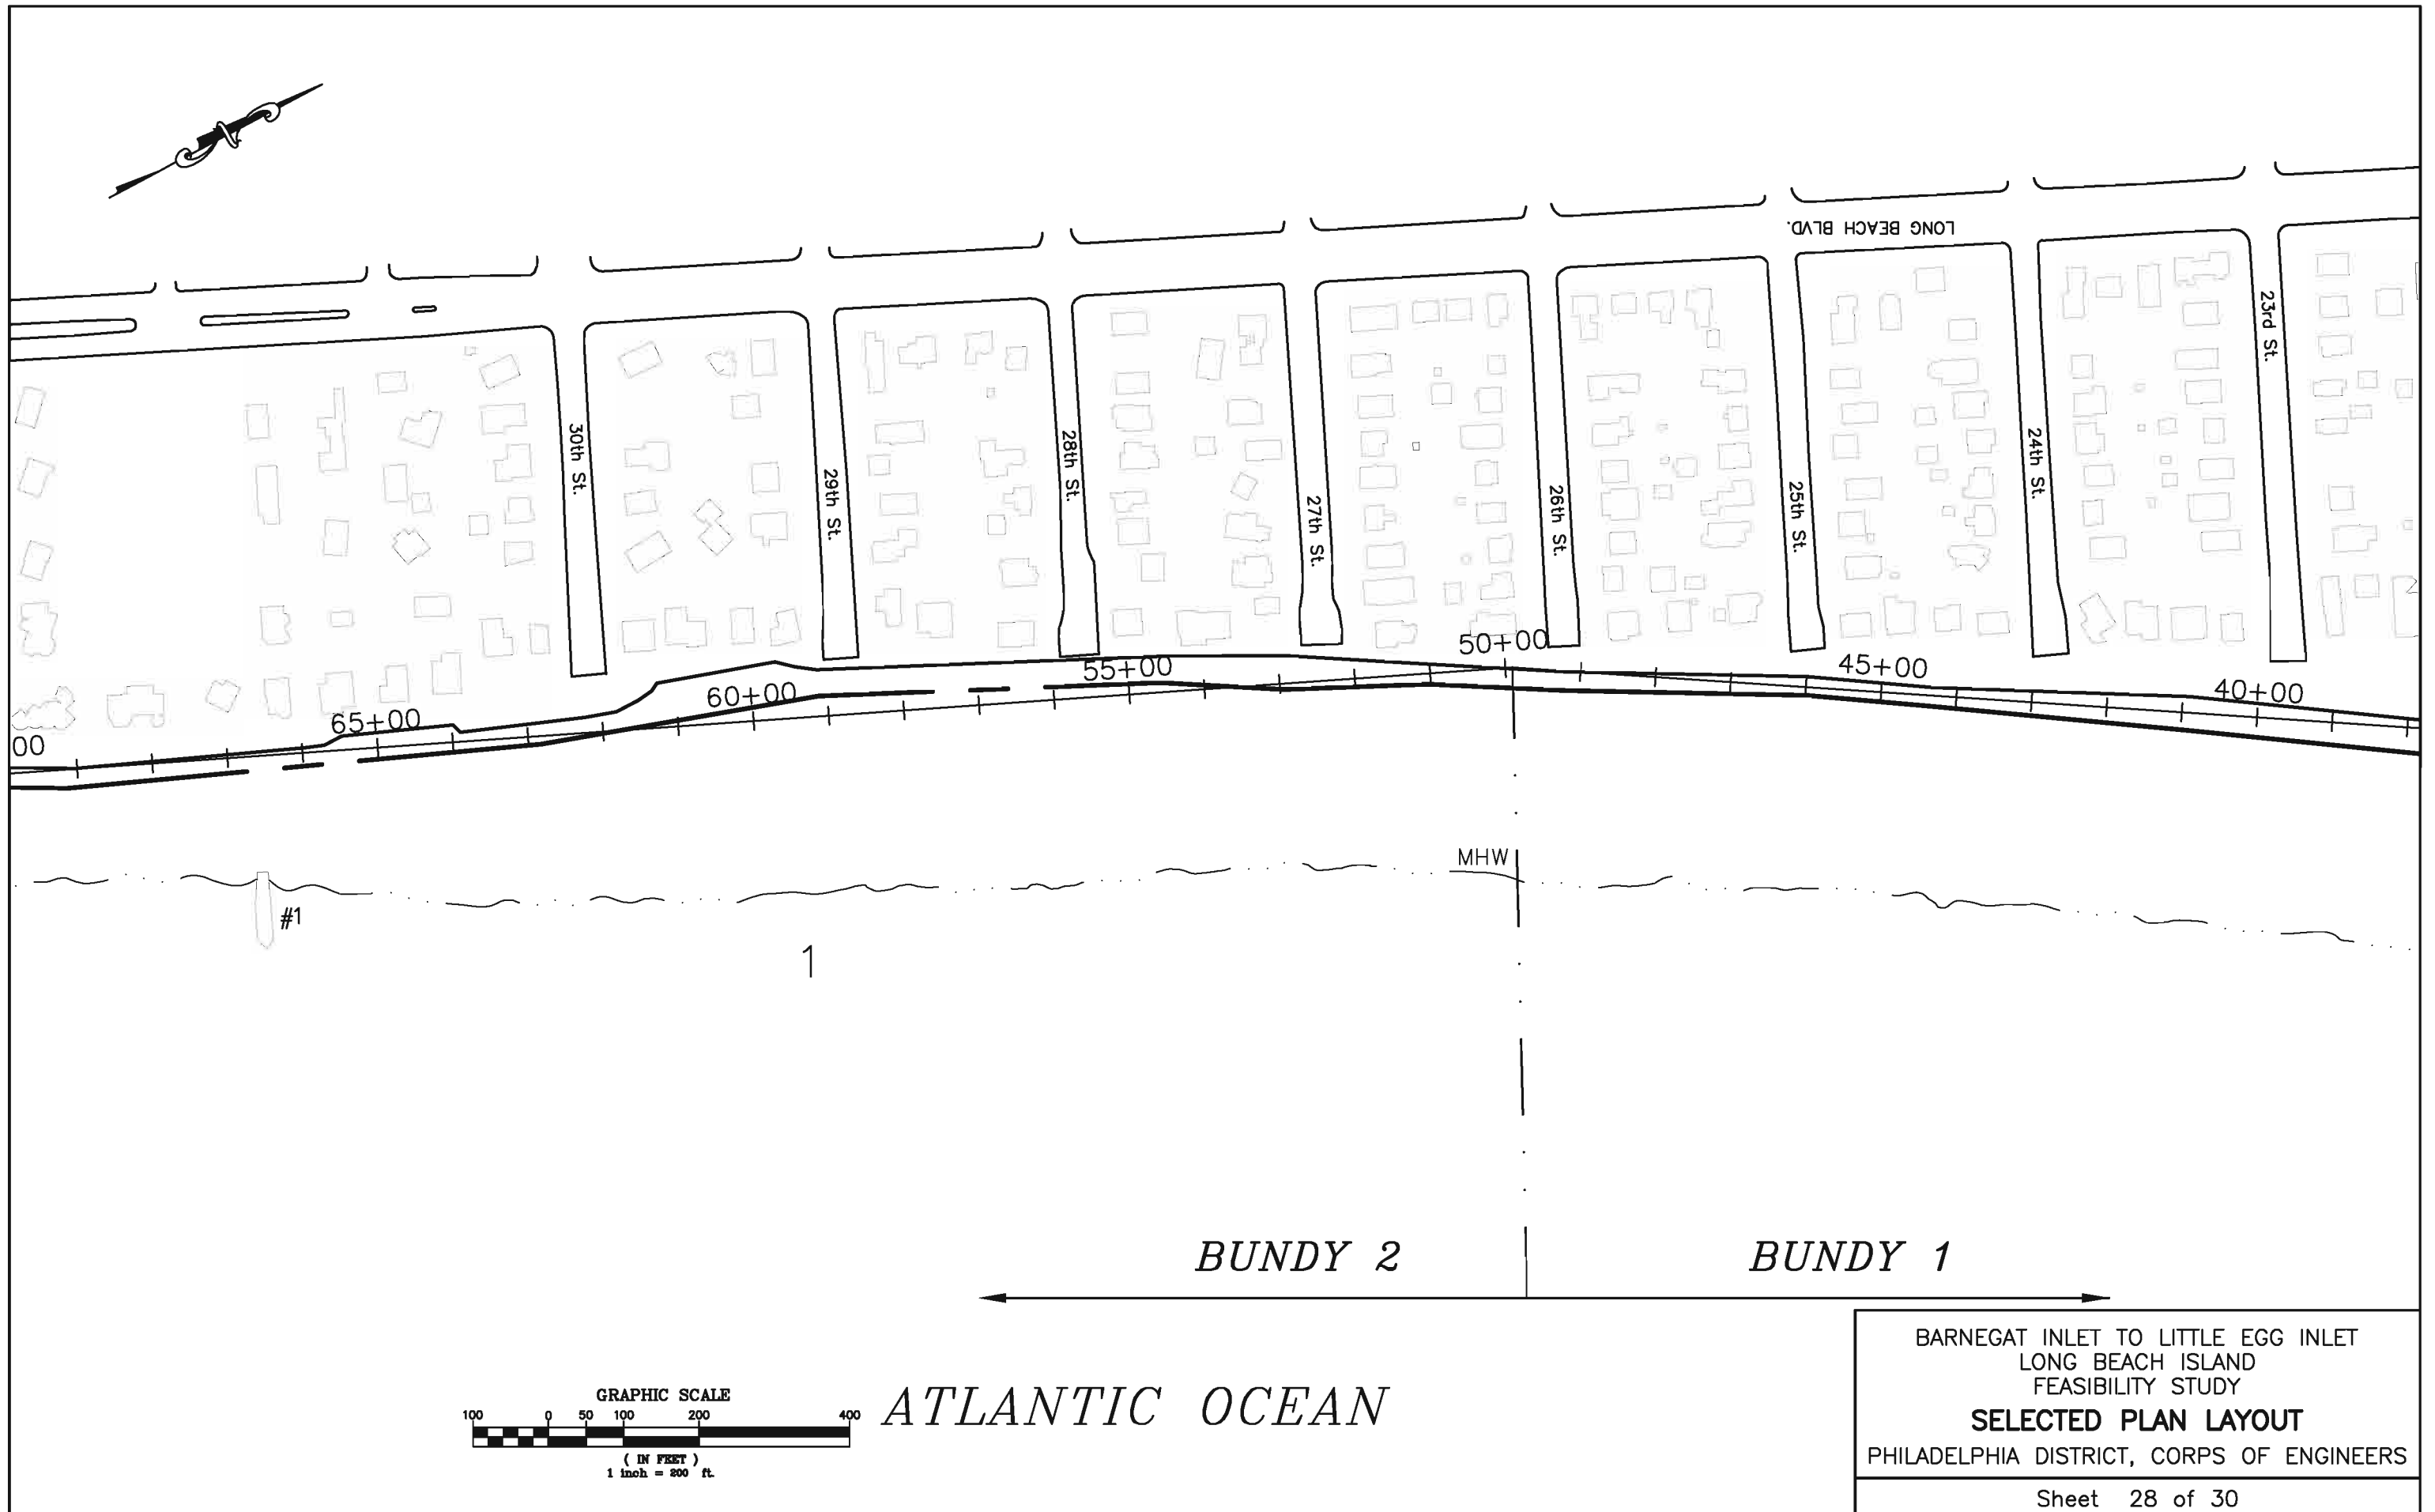 N
LONG BEACH BLVD.
30th St.
29th St.
28th St.
27th St.
26th St.
25th St.
24th St.
23rd St.
00
65+00
60+00
55+00
50+00
45+00
40+00
MHW
#1
1
BUNDY 2
BUNDY 1
ATLANTIC OCEAN
GRAPHIC SCALE
100 0 50 100 200 400
( IN FEET )
1 inch = 200 ft.
BARNEGAT INLET TO LITTLE EGG INLET
LONG BEACH ISLAND
FEASIBILITY STUDY
SELECTED PLAN LAYOUT
PHILADELPHIA DISTRICT, CORPS OF ENGINEERS
Sheet 28 of 30